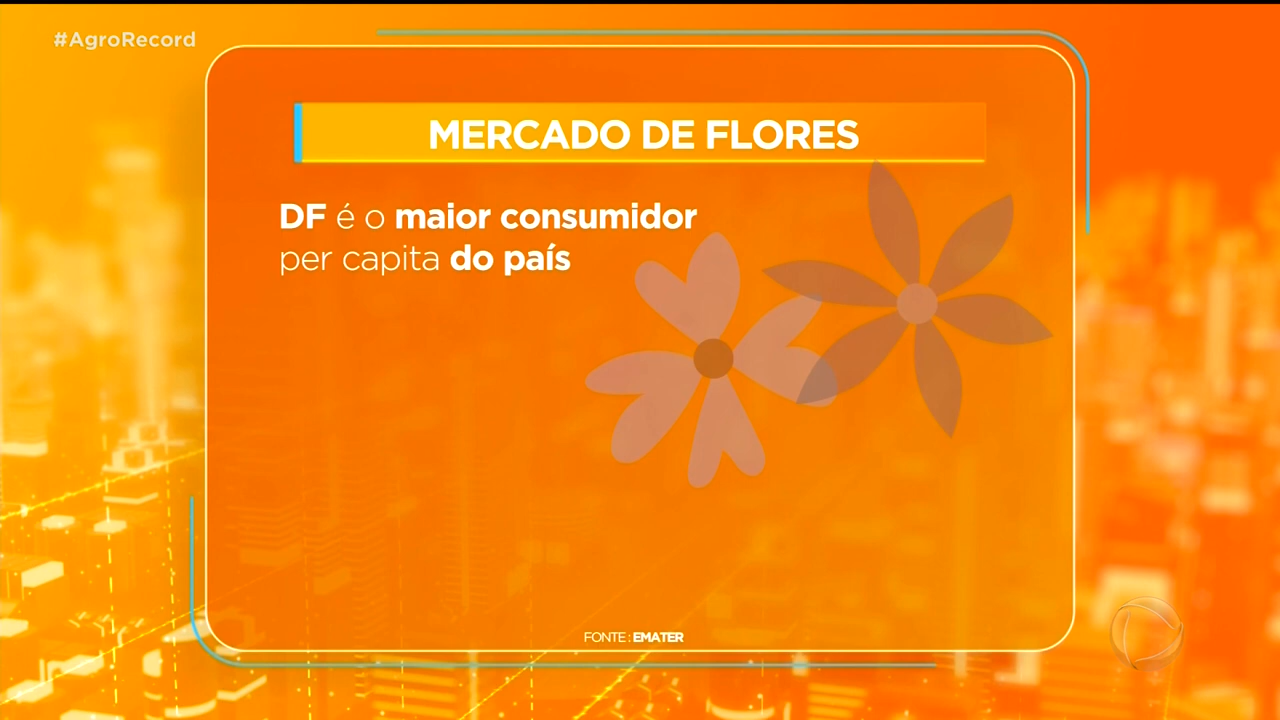 #AgroRecord
MERCADO DE FLORES
DF é o maior consumidor
per capita do país
FONTE: EMATER